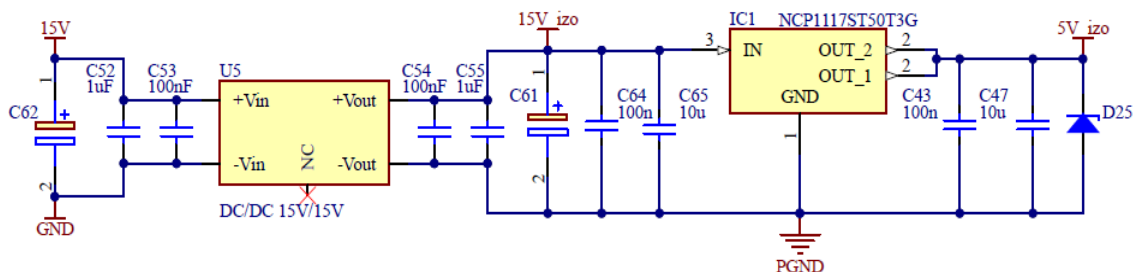 15V
15V_izo
IC1 NCP1117ST50T3G
5V_izo
C52
1uF
C53
100nF
U5
C54
100nF
C55
1uF
C61
1
3
IN
OUT_2
2
OUT_1
2
GND
1
C62
1
+
+Vin
+Vout
-Vin
-Vout
NC
+
C64
100n
C65
10u
C43
100n
C47
10u
D25
2
2
DC/DC 15V/15V
GND
PGND